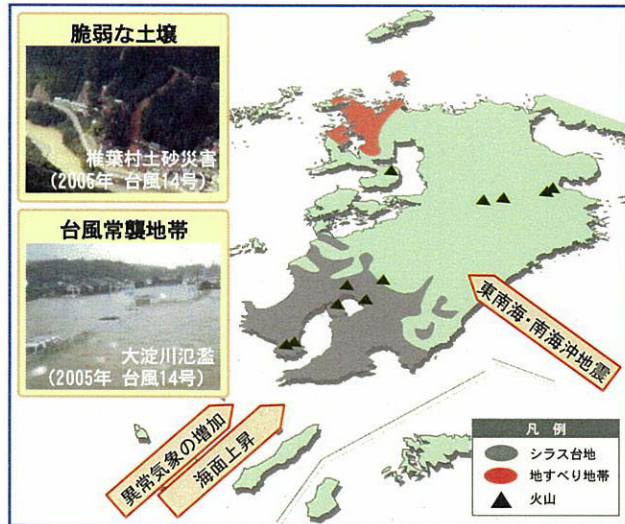 脆弱な土壌
椎葉村土砂災害
(2005年 台風14号)
台風常襲地帯
大淀川氾濫
(2005年 台風14号)
東南海・南海沖地震
異常気象の増加
海面上昇
凡 例
シラス台地
地すべり地帯
火山